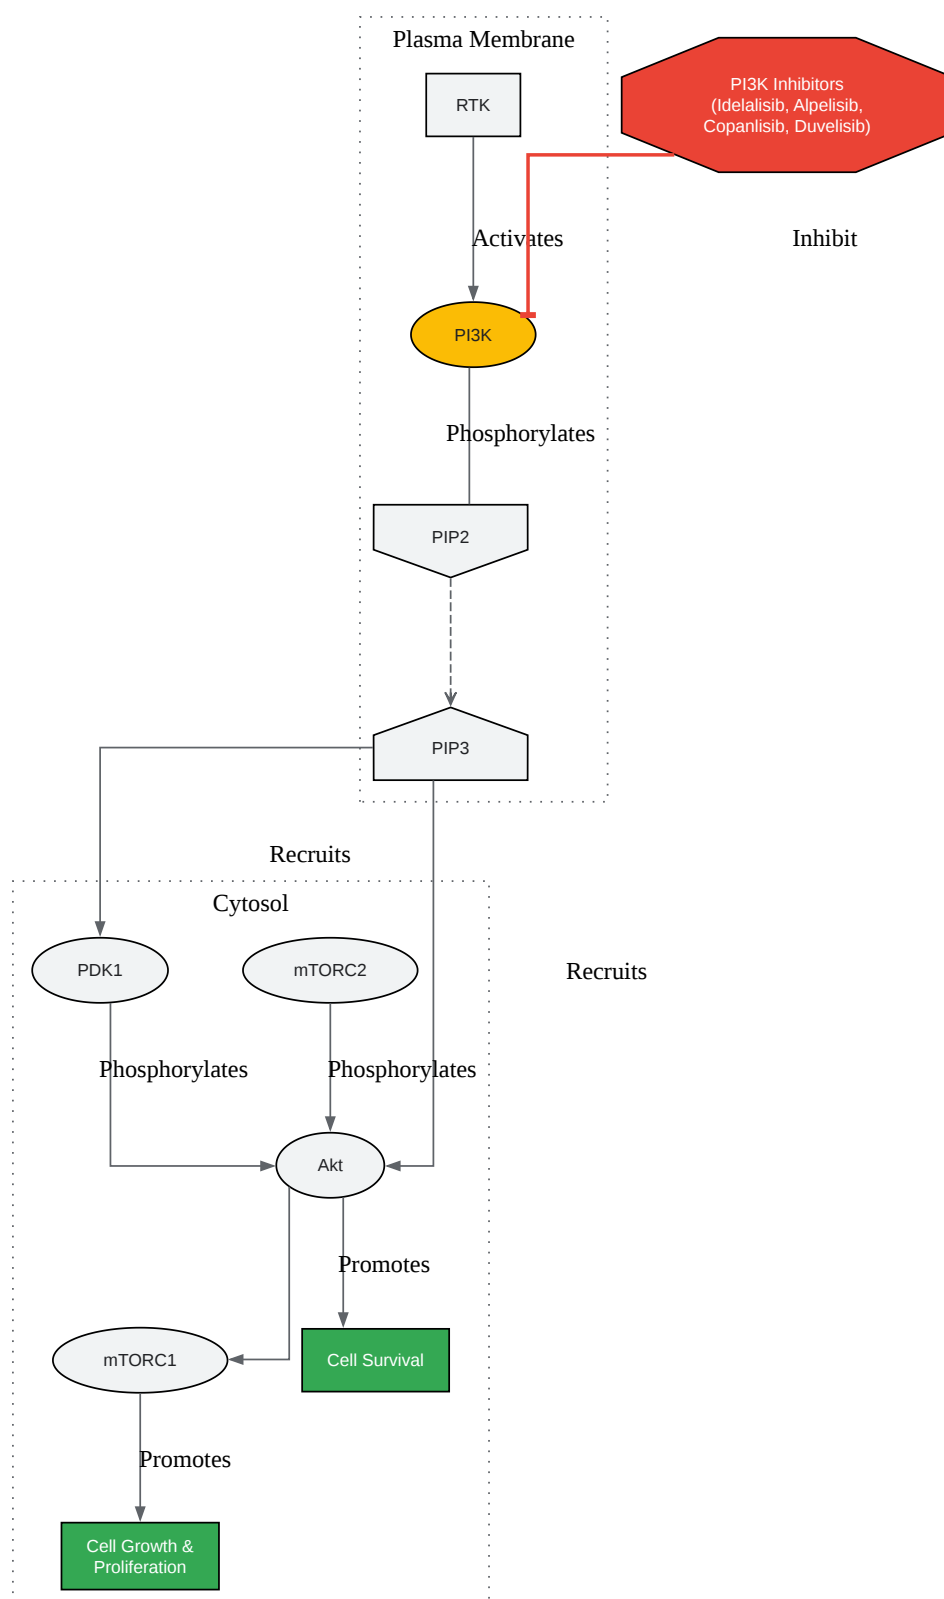 Plasma Membrane
RTK
PI3K Inhibitors
(Idelalisib, Alpelisib,
Copanlisib, Duvelisib)
Activates
Inhibit
PI3K
Phosphorylates
PIP2
PIP3
Recruits
Cytosol
PDK1
mTORC2
Recruits
Phosphorylates
Phosphorylates
Akt
Promotes
mTORC1
Cell Survival
Promotes
Cell Growth &
Proliferation